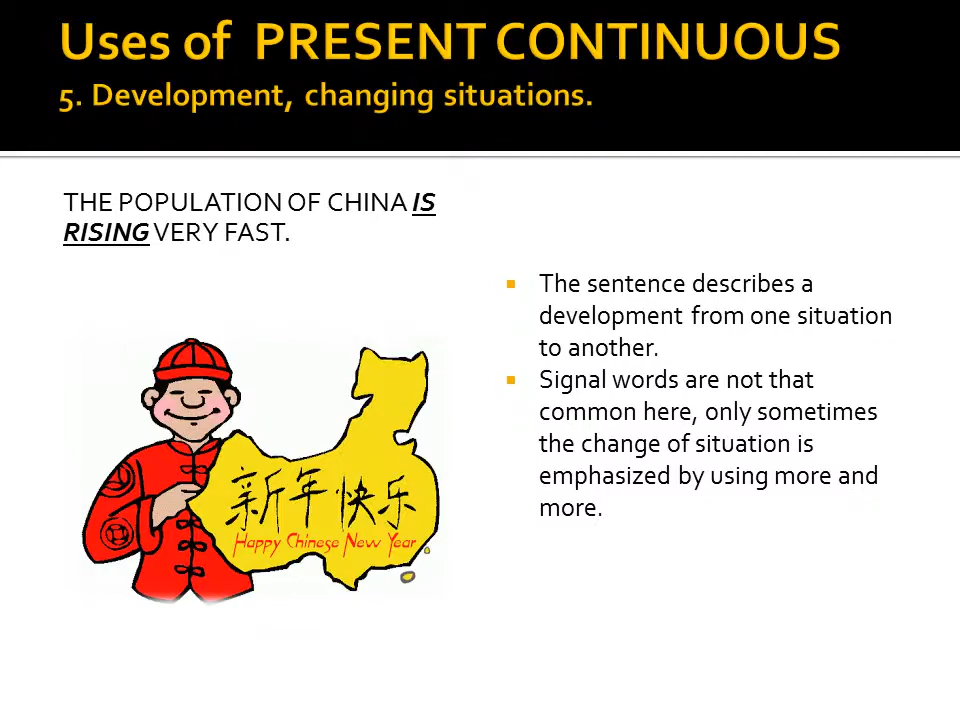 Uses of PRESENT CONTINUOUS
5. Development, changing situations.
THE POPULATION OF CHINA IS
RISING VERY FAST.
The sentence describes a
development from one situation
to another.
Signal words are not that
common here, only sometimes
the change of situation is
emphasized by using more and
more.
新年快乐
Happy Chinese New Year